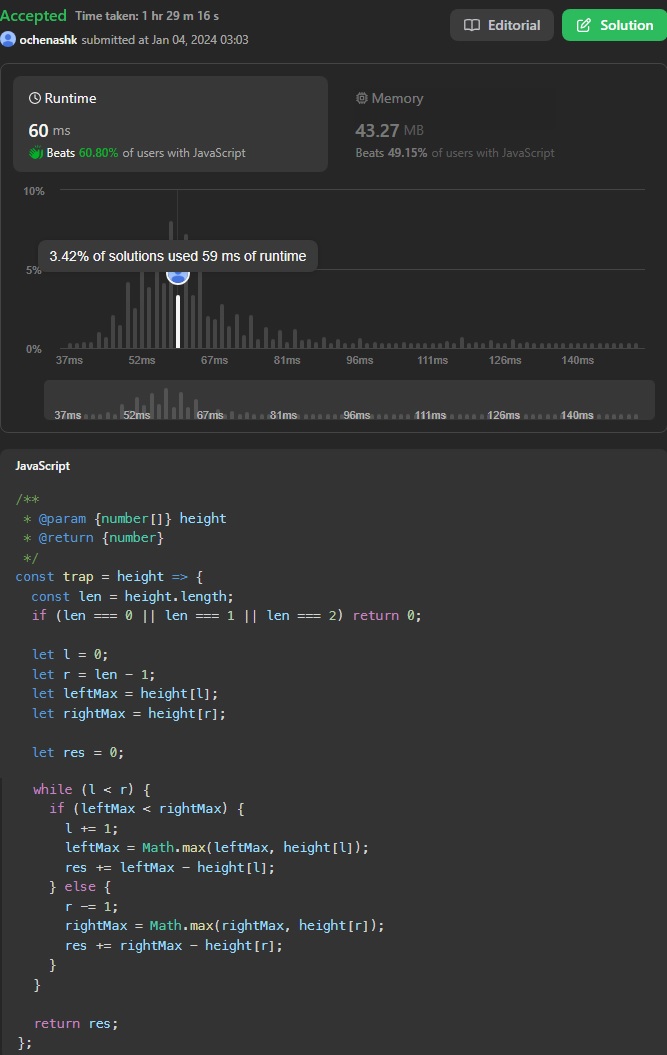 Accepted Time taken: 1 hr 29 m 16 s
Editorial
Solution
ochenashk submitted at Jan 04, 2024 03:03
Runtime
Memory
60 ms
43.27 MB
Beats 60.80% of users with JavaScript
Beats 49.15% of users with JavaScript
10%
3.42% of solutions used 59 ms of runtime
5%
0%
37ms 52ms 67ms 81ms 96ms 111ms 126ms 140ms
37ms 52ms 67ms 81ms 96ms 111ms 126ms 140ms
JavaScript
/**
 * @param {number[]} height
 * @return {number}
 */
const trap = height => {
  const len = height.length;
  if (len === 0 || len === 1 || len === 2) return 0;
  let l = 0;
  let r = len - 1;
  let leftMax = height[l];
  let rightMax = height[r];
  let res = 0;
  while (l < r) {
    if (leftMax < rightMax) {
      l += 1;
      leftMax = Math.max(leftMax, height[l]);
      res += leftMax - height[l];
    } else {
      r -= 1;
      rightMax = Math.max(rightMax, height[r]);
      res += rightMax - height[r];
    }
  }
  return res;
};